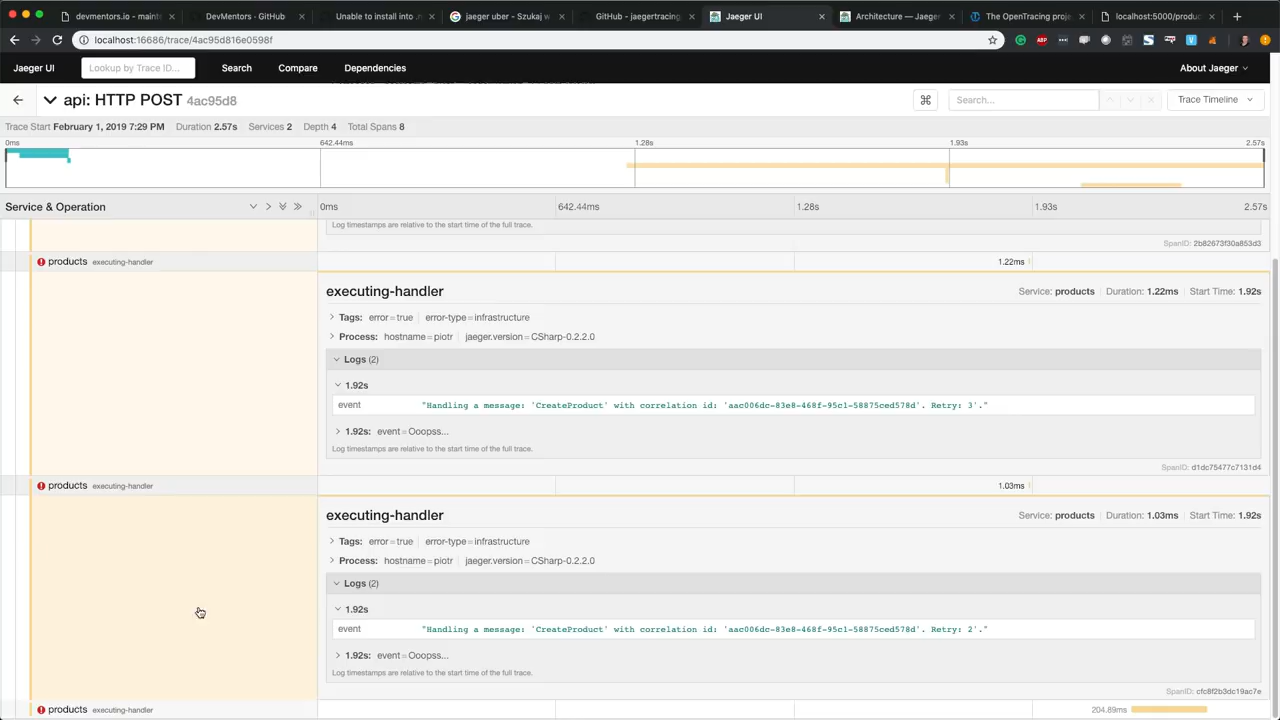 devmentors.io - maint
DevMentors · GitHub
Unable to install into .n
jaeger uber - Szukaj w
GitHub - jaegertracing
Jaeger UI
Architecture — Jaeger
The OpenTracing proje
localhost:5000/produc
localhost:16686/trace/4ac95d816e0598f
Jaeger UI Lookup by Trace ID... Search Compare Dependencies About Jaeger
api: HTTP POST 4ac95d8 Search... Trace Timeline
Trace Start February 1, 2019 7:29 PM Duration 2.57s Services 2 Depth 4 Total Spans 8
0ms 642.44ms 1.28s 1.93s 2.57s
Service & Operation 0ms 642.44ms 1.28s 1.93s 2.57s
Log timestamps are relative to the start time of the full trace.
SpanID: 2b82673f30a853d3
products executing-handler 1.22ms
executing-handler Service: products Duration: 1.22ms Start Time: 1.92s
Tags: error=true error-type=infrastructure
Process: hostname=piotr jaeger.version=CSharp-0.2.2.0
Logs (2)
1.92s
event "Handling a message: 'CreateProduct' with correlation id: 'aac006dc-83e8-468f-95c1-58875ced578d'. Retry: 3'."
1.92s: event=Ooopss...
Log timestamps are relative to the start time of the full trace.
SpanID: d1dc75477c7131d4
products executing-handler 1.03ms
executing-handler Service: products Duration: 1.03ms Start Time: 1.92s
Tags: error=true error-type=infrastructure
Process: hostname=piotr jaeger.version=CSharp-0.2.2.0
Logs (2)
1.92s
event "Handling a message: 'CreateProduct' with correlation id: 'aac006dc-83e8-468f-95c1-58875ced578d'. Retry: 2'."
1.92s: event=Ooopss...
Log timestamps are relative to the start time of the full trace.
SpanID: cfc8f2b3dc19ac7e
products executing-handler 204.89ms